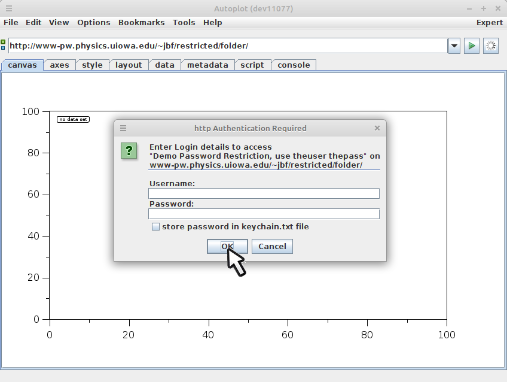 Autoplot (dev11077)
File Edit View Options Bookmarks Tools Help Expert
http://www-pw.physics.uiowa.edu/~jbf/restricted/folder/
canvas axes style layout data metadata script console
100
no data set
80
60
40
20
0
0 20 40 60 80 100
http Authentication Required
Enter Login details to access
"Demo Password Restriction, use theuser thepass" on
www-pw.physics.uiowa.edu/~jbf/restricted/folder/
Username:
Password:
store password in keychain.txt file
OK Cancel